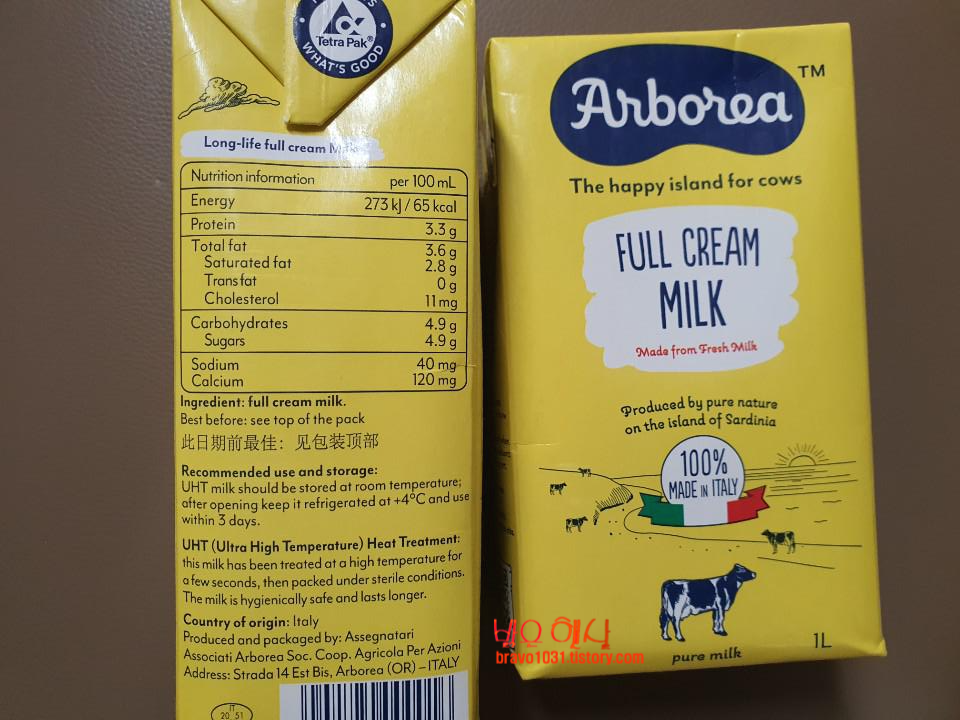 Tetra Pak®
WHAT'S GOOD
Long-life full cream
Nutrition information per 100 mL
Energy 273 kJ / 65 kcal
Protein 3.3 g
Total fat 3.6 g
Saturated fat 2.8 g
Trans fat 0 g
Cholesterol 11 mg
Carbohydrates 4.9 g
Sugars 4.9 g
Sodium 40 mg
Calcium 120 mg
Ingredient: full cream milk.
Best before: see top of the pack
此日期前最佳：见包装顶部
Recommended use and storage:
UHT milk should be stored at room temperature;
after opening keep it refrigerated at +4°C and use
within 3 days.
UHT (Ultra High Temperature) Heat Treatment:
this milk has been treated at a high temperature for
a few seconds, then packed under sterile conditions.
The milk is hygienically safe and lasts longer.
Country of origin: Italy
Produced and packaged by: Assegnatari
Associati Arborea Soc. Coop. Agricola Per Azioni
Address: Strada 14 Est Bis, Arborea (OR) – ITALY
IT
20 51
Arborea TM
The happy island for cows
FULL CREAM
MILK
Made from Fresh Milk
Produced by pure nature
on the island of Sardinia
100%
MADE IN ITALY
pure milk
1L
bravo1031.tistory.com